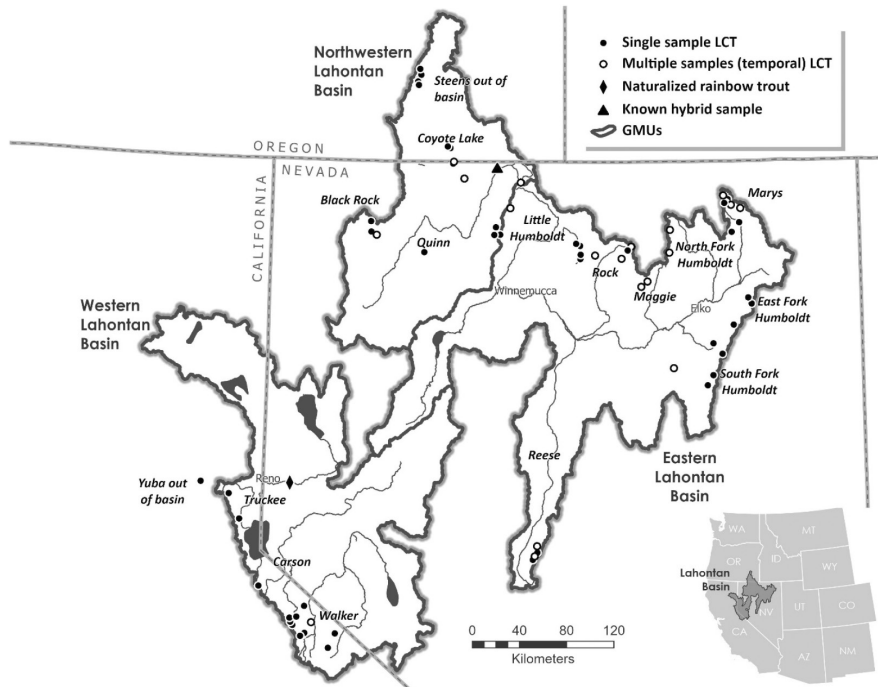 Northwestern
Lahontan
Basin
Steens out of
basin
Single sample LCT
Multiple samples (temporal) LCT
Naturalized rainbow trout
Known hybrid sample
GMUs
Coyote Lake
OREGON
NEVADA
CALIFORNIA
Black Rock
Quinn
Little
Humboldt
Rock
Maggie
North Fork
Humboldt
Marys
Winnemucca
Elko
East Fork
Humboldt
South Fork
Humboldt
Western
Lahontan
Basin
Reese
Eastern
Lahontan
Basin
Yuba out
of basin
Reno
Truckee
Carson
Walker
0 20 40 80 120
Kilometers
WA
MT
OR
ID
WY
Lahontan
Basin
NV
UT
CO
CA
AZ
NM